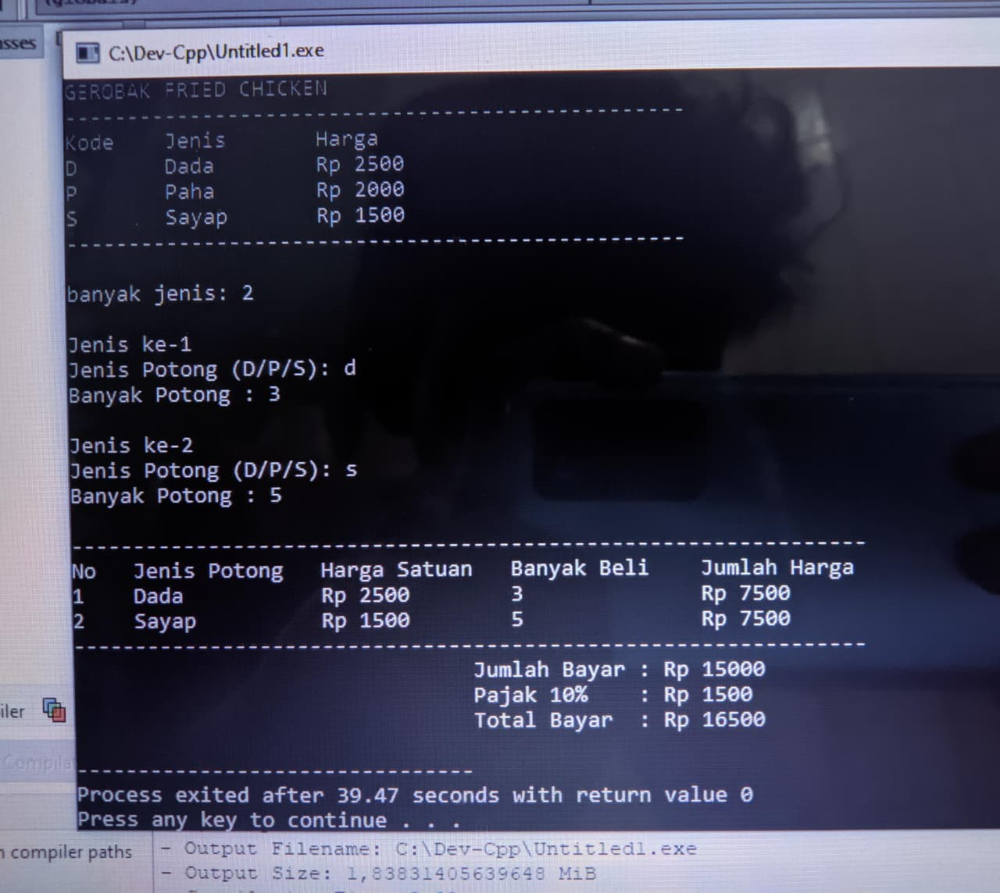 C:\Dev-Cpp\Untitled1.exe
GEROBAK FRIED CHICKEN
--------------------------------------------------
Kode Jenis Harga
D Dada Rp 2500
P Paha Rp 2000
S Sayap Rp 1500
--------------------------------------------------
banyak jenis: 2
Jenis ke-1
Jenis Potong (D/P/S): d
Banyak Potong : 3
Jenis ke-2
Jenis Potong (D/P/S): s
Banyak Potong : 5
----------------------------------------------------------------
No Jenis Potong Harga Satuan Banyak Beli Jumlah Harga
1 Dada Rp 2500 3 Rp 7500
2 Sayap Rp 1500 5 Rp 7500
----------------------------------------------------------------
Jumlah Bayar : Rp 15000
Pajak 10% : Rp 1500
Total Bayar : Rp 16500
--------------------------------
Process exited after 39.47 seconds with return value 0
Press any key to continue . . .
compiler paths
- Output Filename: C:\Dev-Cpp\Untitled1.exe
- Output Size: 1,83831405639648 MiB